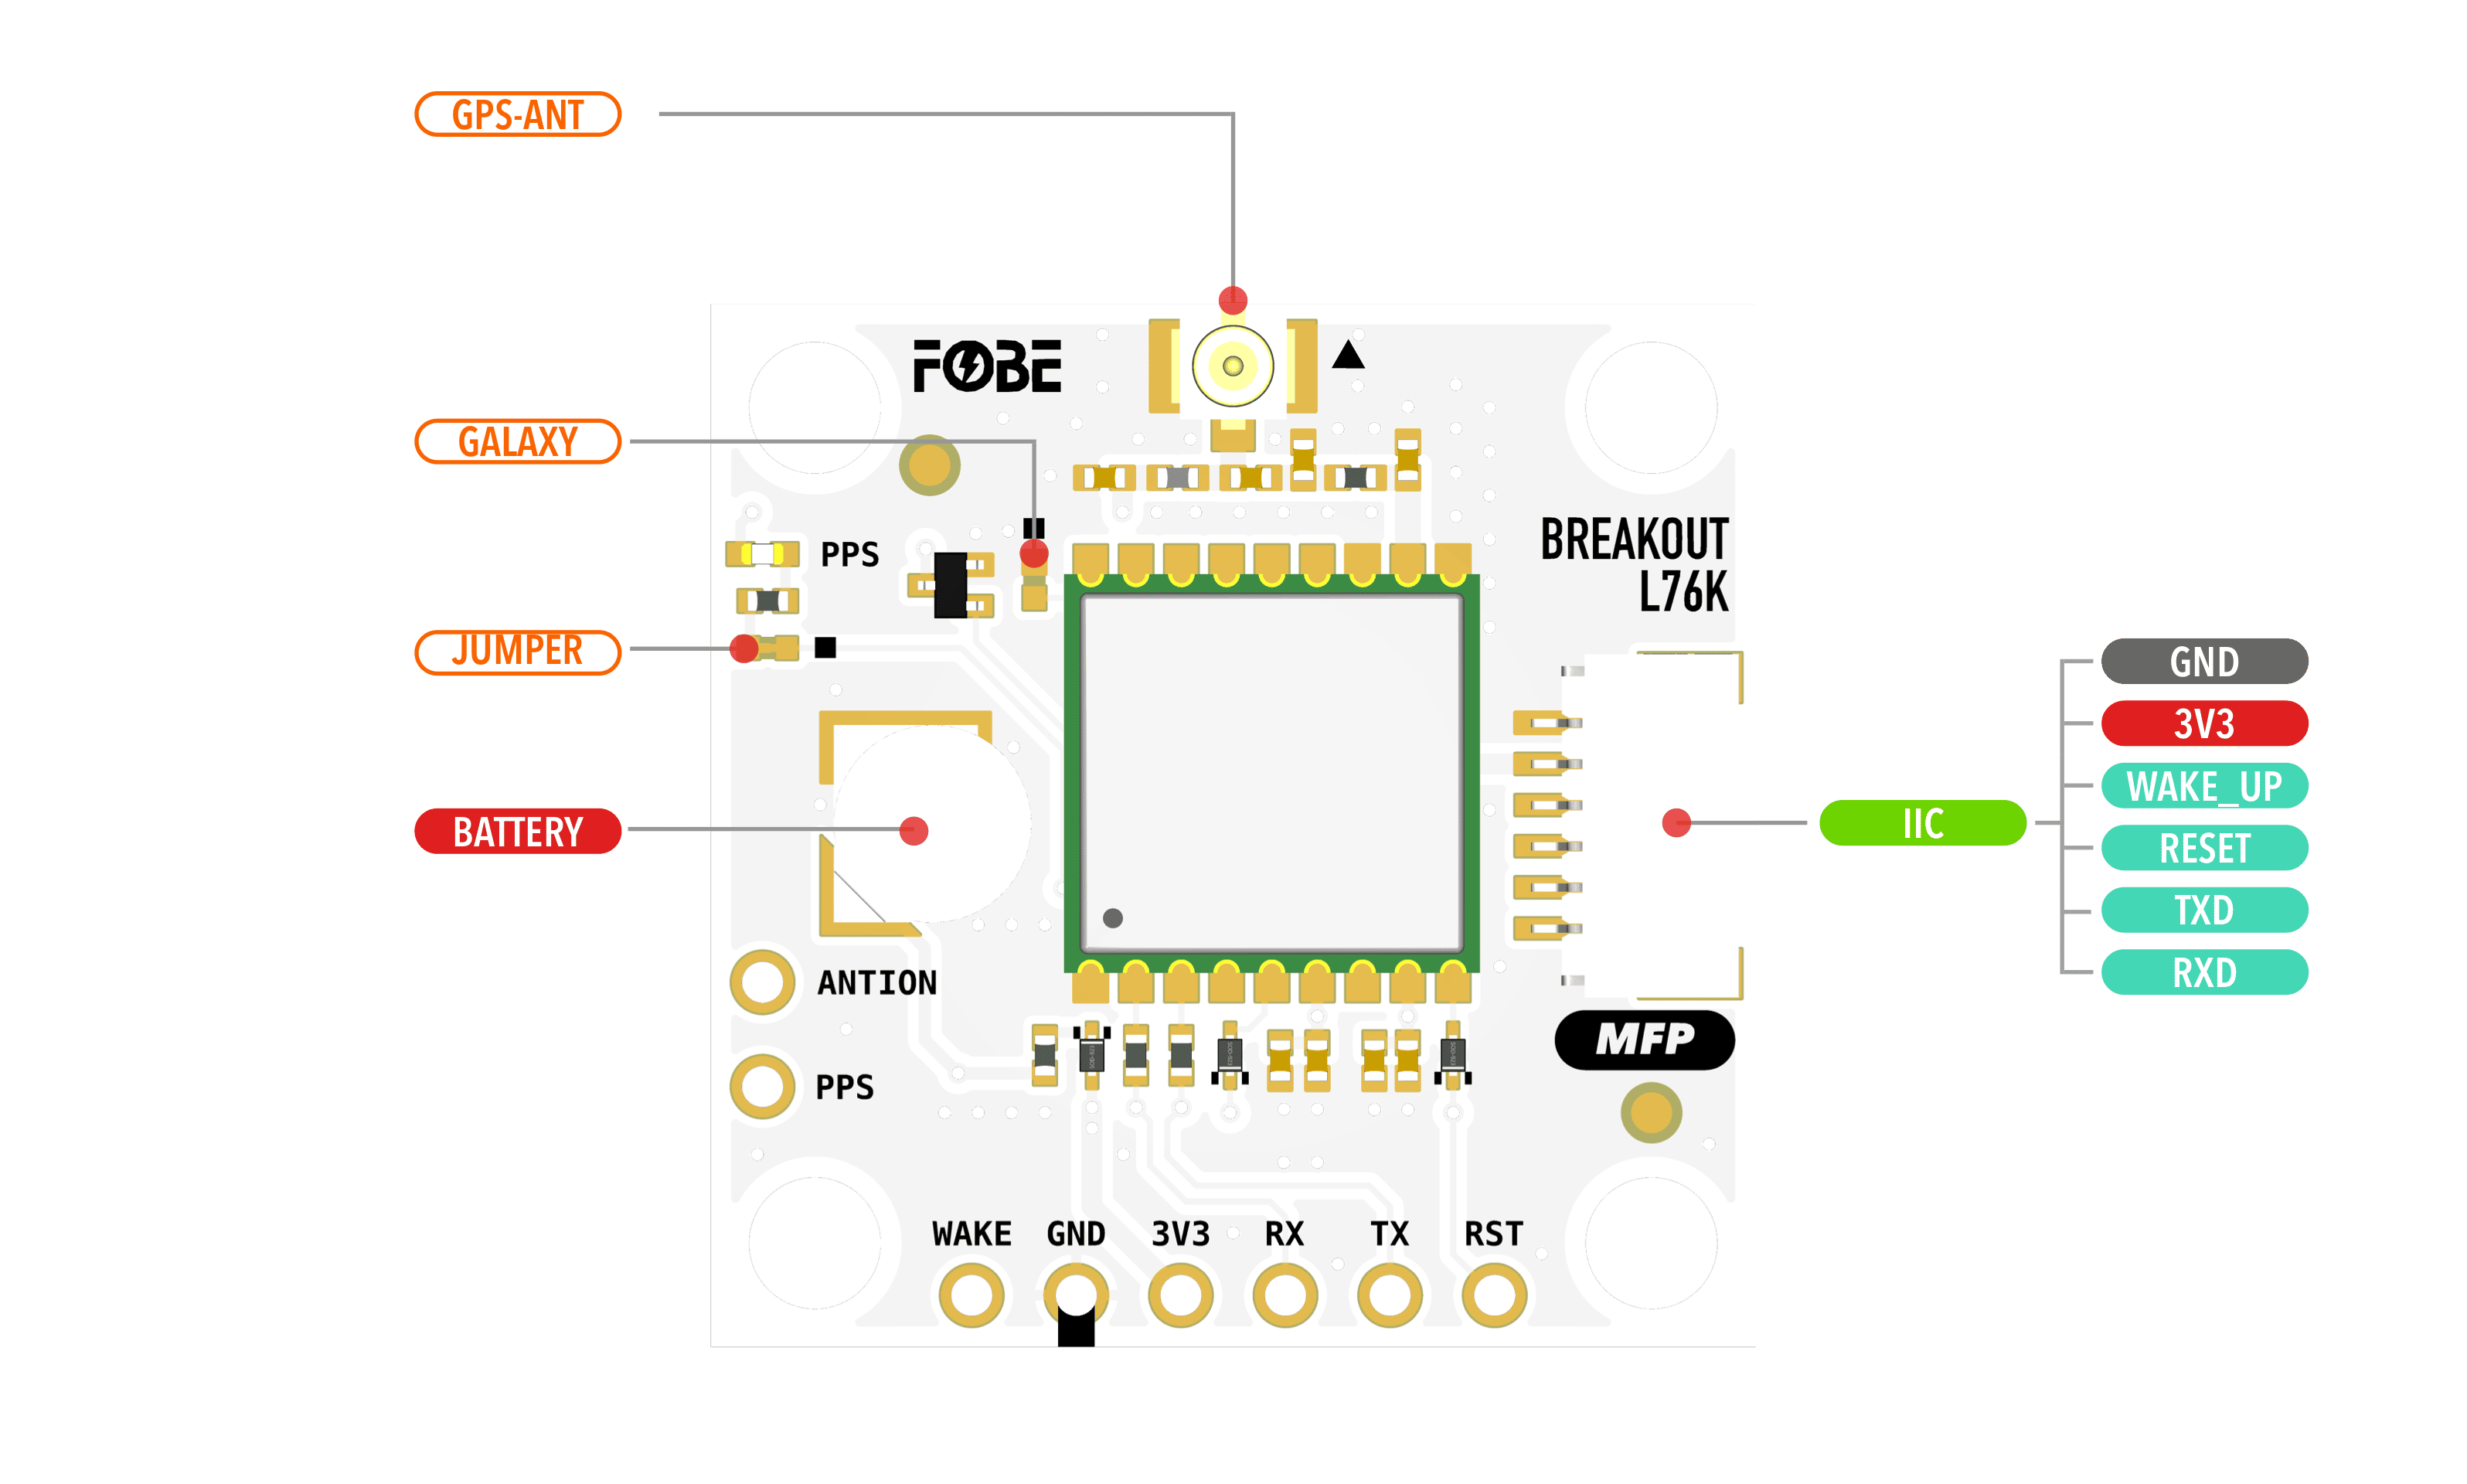 GPS-ANT
FOBE
GALAXY
BREAKOUT
L76K
PPS
JUMPER
GND
3V3
WAKE_UP
BATTERY
IIC
RESET
TXD
RXD
ANTION
MFP
PPS
WAKE GND 3V3 RX TX RST